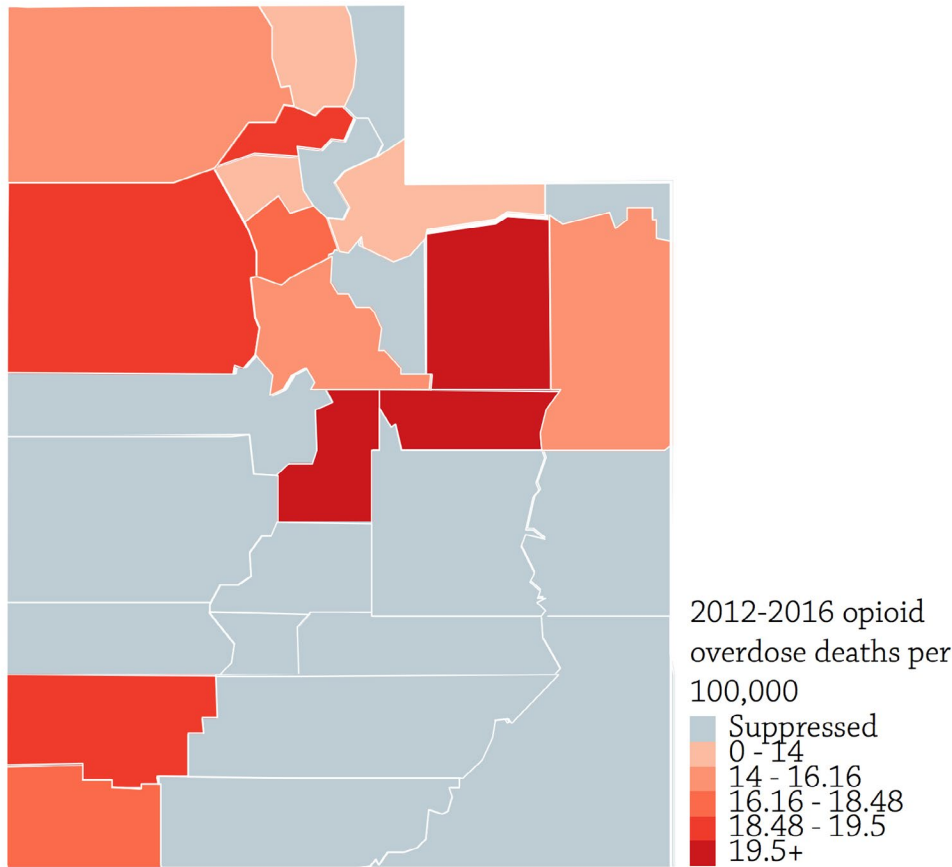 2012-2016 opioid
overdose deaths per
100,000
Suppressed
0 - 14
14 - 16.16
16.16 - 18.48
18.48 - 19.5
19.5+